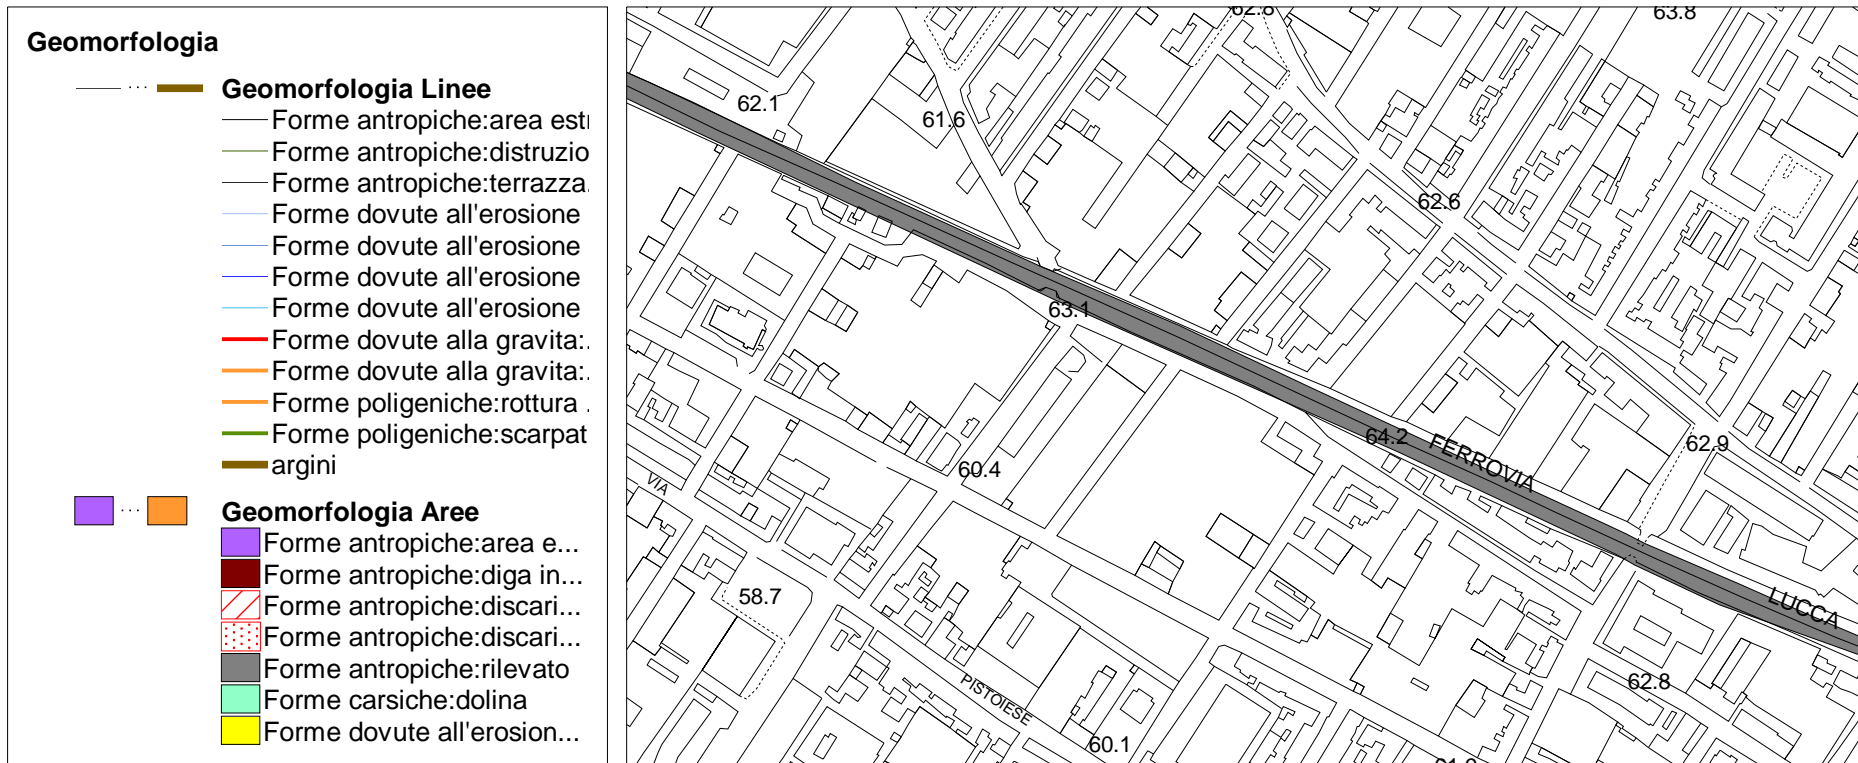 Geomorfologia
Geomorfologia Linee
Forme antropiche:area est
Forme antropiche:distruzio
Forme antropiche:terrazza.
Forme dovute all'erosione
Forme dovute all'erosione
Forme dovute all'erosione
Forme dovute all'erosione
Forme dovute alla gravita:.
Forme dovute alla gravita:.
Forme poligeniche:rottura .
Forme poligeniche:scarpat
argini
Geomorfologia Aree
Forme antropiche:area e...
Forme antropiche:diga in...
Forme antropiche:discari...
Forme antropiche:discari...
Forme antropiche:rilevato
Forme carsiche:dolina
Forme dovute all'erosion...
62.8
63.8
62.1
61.6
62.6
63.1
64.2
FERROVIA
62.9
60.4
VIA
58.7
LUCCA
62.8
PISTOIESE
60.1